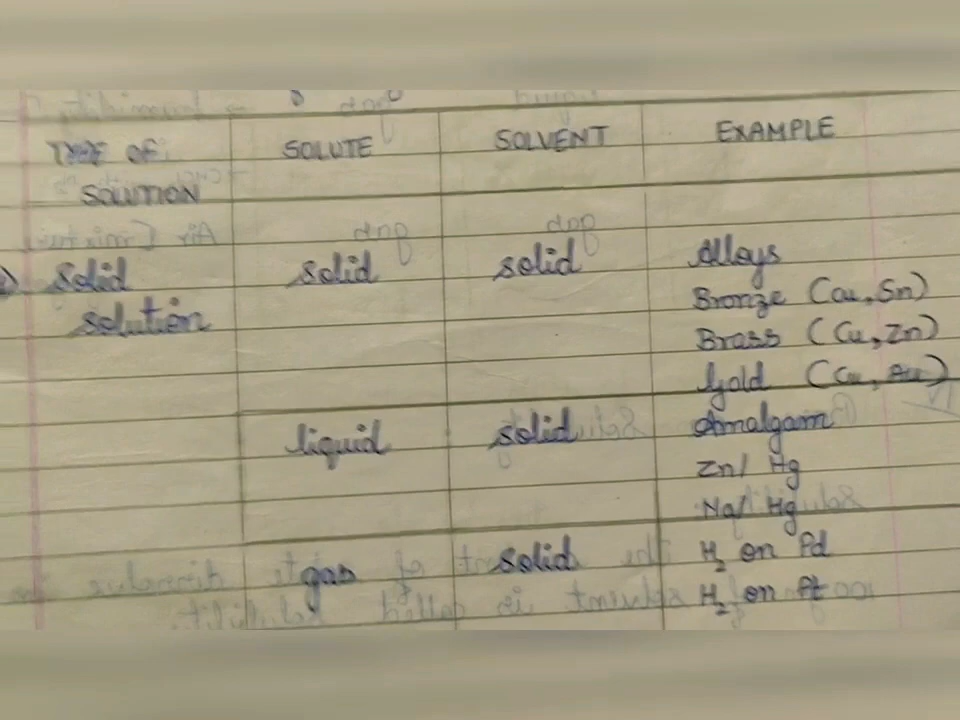 TYPE OF SOLUTE SOLVENT EXAMPLE
SOLUTION
solid solid solid Alloys
solution Bronze (Cu, Sn)
Brass (Cu, Zn)
Gold (Cu, Au)
liquid solid Amalgam
Zn/ Hg
Na/ Hg
gas solid H₂ on Pd
H₂ on Pt